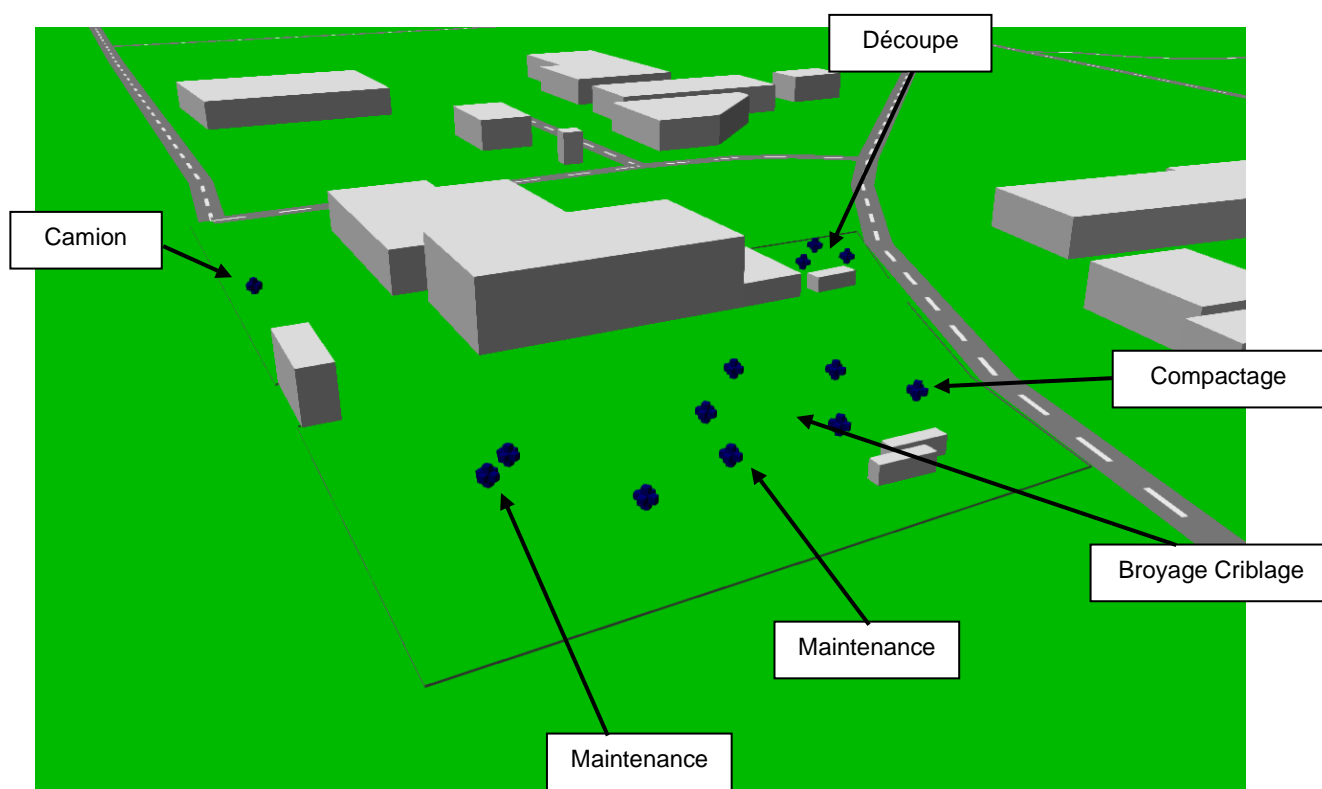 Découpe
Camion
Compactage
Broyage Criblage
Maintenance
Maintenance